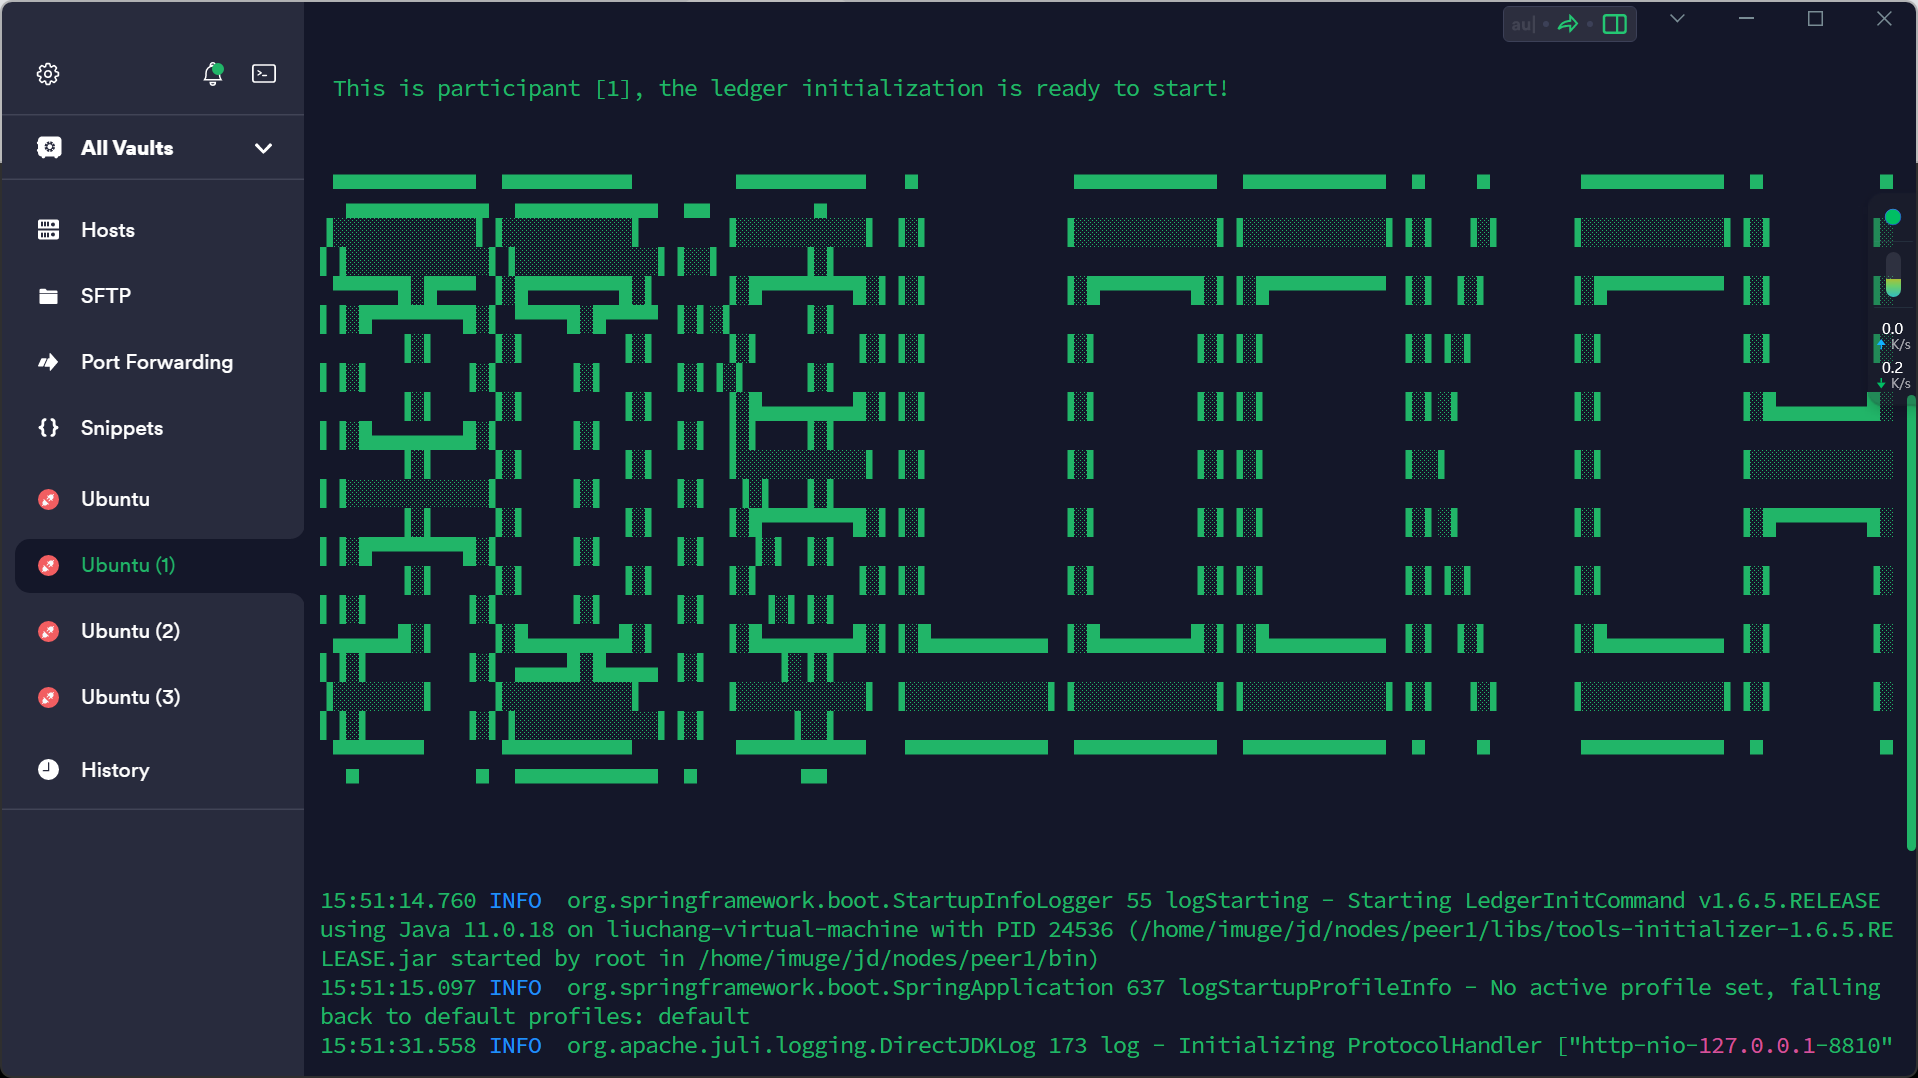 au|
This is participant [1], the ledger initialization is ready to start!
All Vaults
Hosts
SFTP
Port Forwarding
Snippets
Ubuntu
Ubuntu (1)
Ubuntu (2)
Ubuntu (3)
History
0.0
K/s
0.2
K/s
15:51:14.760 INFO  org.springframework.boot.StartupInfoLogger 55 logStarting - Starting LedgerInitCommand v1.6.5.RELEASE
using Java 11.0.18 on liuchang-virtual-machine with PID 24536 (/home/imuge/jd/nodes/peer1/libs/tools-initializer-1.6.5.RE
LEASE.jar started by root in /home/imuge/jd/nodes/peer1/bin)
15:51:15.097 INFO  org.springframework.boot.SpringApplication 637 logStartupProfileInfo - No active profile set, falling
back to default profiles: default
15:51:31.558 INFO  org.apache.juli.logging.DirectJDKLog 173 log - Initializing ProtocolHandler ["http-nio-127.0.0.1-8810"